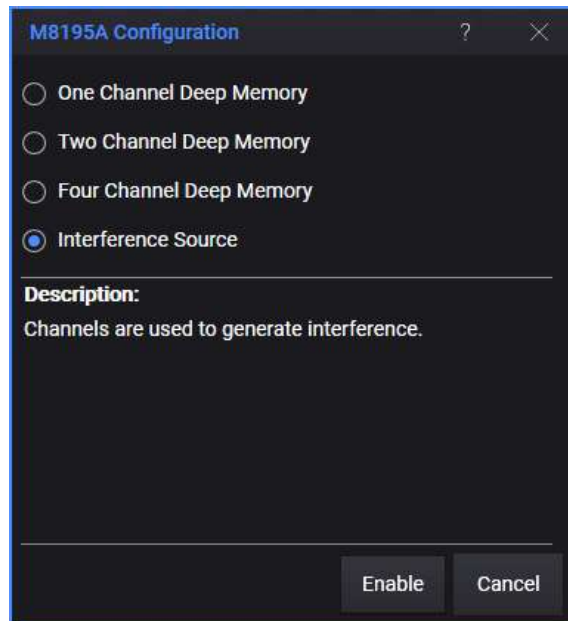 M8195A Configuration ?
One Channel Deep Memory
Two Channel Deep Memory
Four Channel Deep Memory
Interference Source
Description:
Channels are used to generate interference.
Enable Cancel